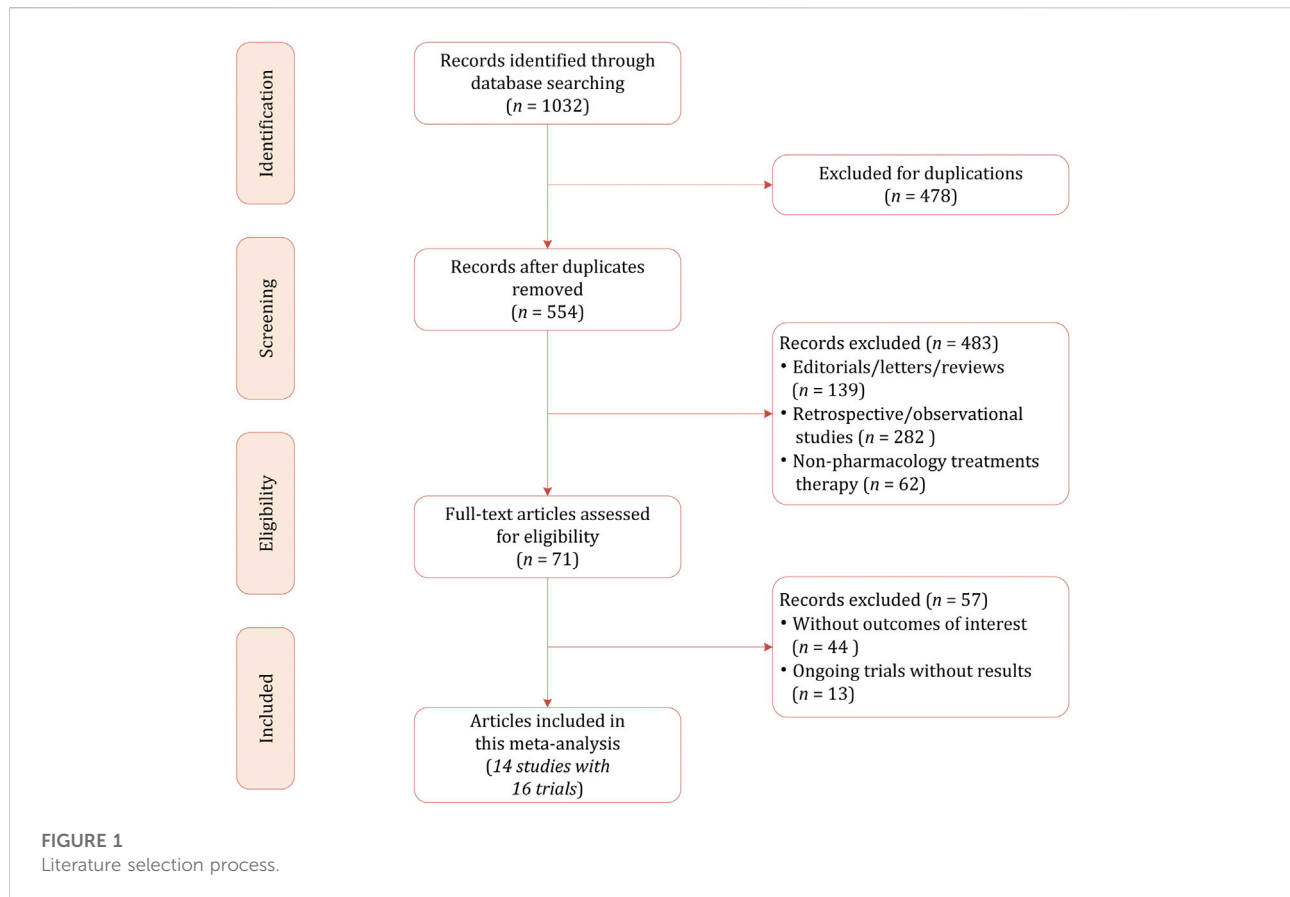 Identification
Records identified through
database searching
(n = 1032)
Excluded for duplications
(n = 478)
Screening
Records after duplicates
removed
(n = 554)
Records excluded (n = 483)
• Editorials/letters/reviews
(n = 139)
• Retrospective/observational
studies (n = 282 )
• Non-pharmacology treatments
therapy (n = 62)
Eligibility
Full-text articles assessed
for eligibility
(n = 71)
Records excluded (n = 57)
• Without outcomes of interest
(n = 44 )
• Ongoing trials without results
(n = 13)
Included
Articles included in
this meta-analysis
(14 studies with
16 trials)
FIGURE 1
Literature selection process.